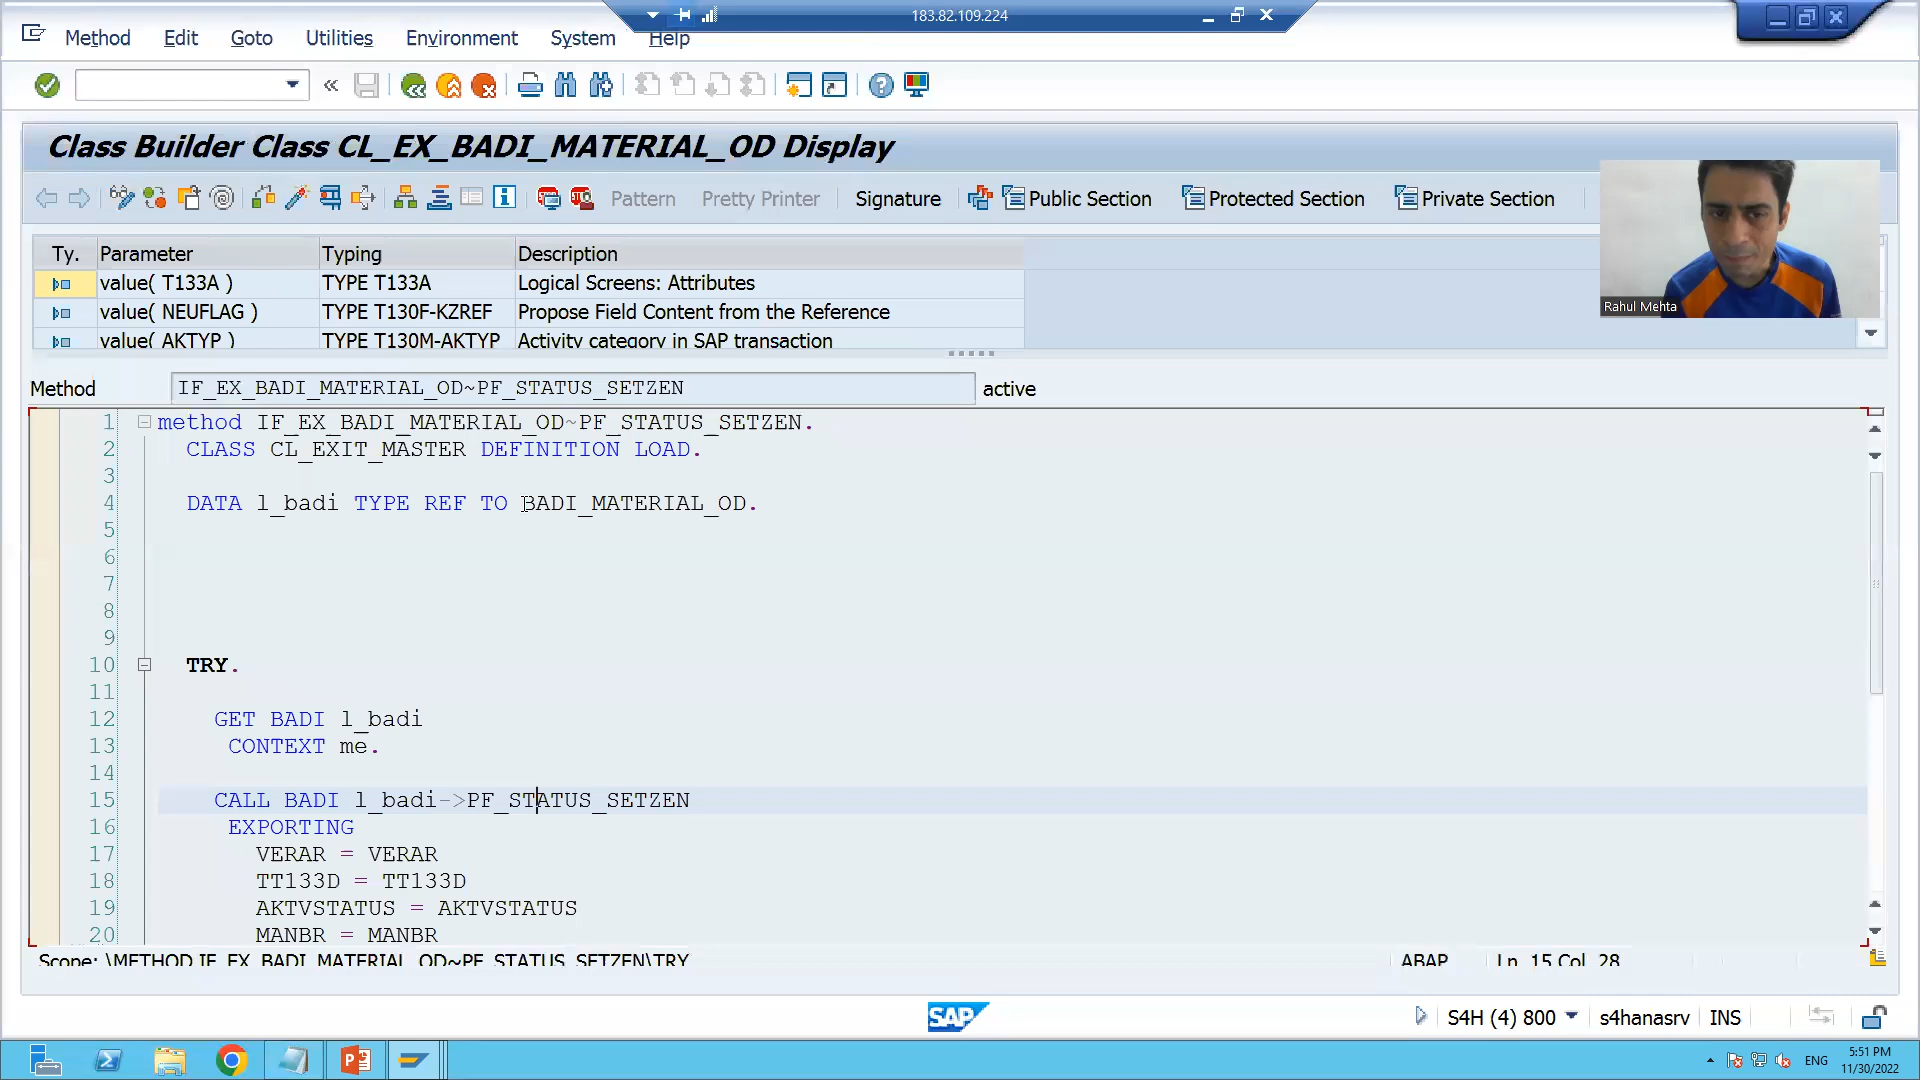 183.82.109.224
Method Edit Goto Utilities Environment System Help
Class Builder Class CL_EX_BADI_MATERIAL_OD Display
Pattern Pretty Printer Signature Public Section Protected Section Private Section
Ty. Parameter Typing Description
value( T133A ) TYPE T133A Logical Screens: Attributes
value( NEUFLAG ) TYPE T130F-KZREF Propose Field Content from the Reference
value( AKTYP ) TYPE T130M-AKTYP Activity category in SAP transaction
Rahul Mehta
Method IF_EX_BADI_MATERIAL_OD~PF_STATUS_SETZEN active
1 method IF_EX_BADI_MATERIAL_OD~PF_STATUS_SETZEN.
2 CLASS CL_EXIT_MASTER DEFINITION LOAD.
3
4 DATA l_badi TYPE REF TO BADI_MATERIAL_OD.
5
6
7
8
9
10 TRY.
11
12 GET BADI l_badi
13 CONTEXT me.
14
15 CALL BADI l_badi->PF_STATUS_SETZEN
16 EXPORTING
17 VERAR = VERAR
18 TT133D = TT133D
19 AKTVSTATUS = AKTVSTATUS
20 MANBR = MANBR
Scope: \METHOD IF_EX_BADI_MATERIAL_OD~PF_STATUS_SETZEN\TRY ABAP Ln 15 Col 28
SAP S4H (4) 800 s4hanasrv INS
ENG 5:51 PM
11/30/2022